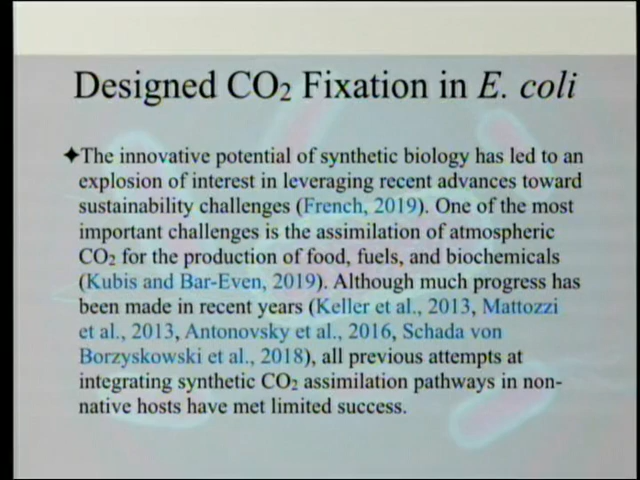 Designed CO₂ Fixation in E. coli
✦The innovative potential of synthetic biology has led to an
explosion of interest in leveraging recent advances toward
sustainability challenges (French, 2019). One of the most
important challenges is the assimilation of atmospheric
CO₂ for the production of food, fuels, and biochemicals
(Kubis and Bar-Even, 2019). Although much progress has
been made in recent years (Keller et al., 2013, Mattozzi
et al., 2013, Antonovsky et al., 2016, Schada von
Borzyskowski et al., 2018), all previous attempts at
integrating synthetic CO₂ assimilation pathways in non-
native hosts have met limited success.